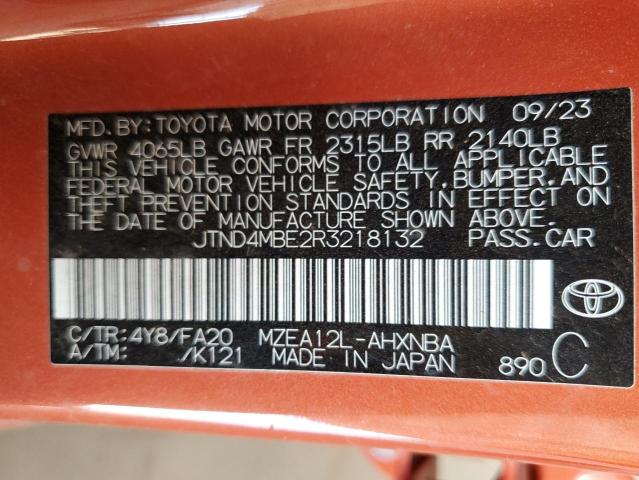 MFD.BY:TOYOTA MOTOR CORPORATION 09/23
GVWR 4065LB GAWR FR 2315LB RR 2140LB
THIS VEHICLE CONFORMS TO ALL APPLICABLE
FEDERAL MOTOR VEHICLE SAFETY,BUMPER,AND
THEFT PREVENTION STANDARDS IN EFFECT ON
THE DATE OF MANUFACTURE SHOWN ABOVE.
JTND4MBE2R3218132 PASS.CAR
C/TR:4Y8/FA20 MZEA12L-AHXNBA
A/TM: /K121 MADE IN JAPAN 890 C